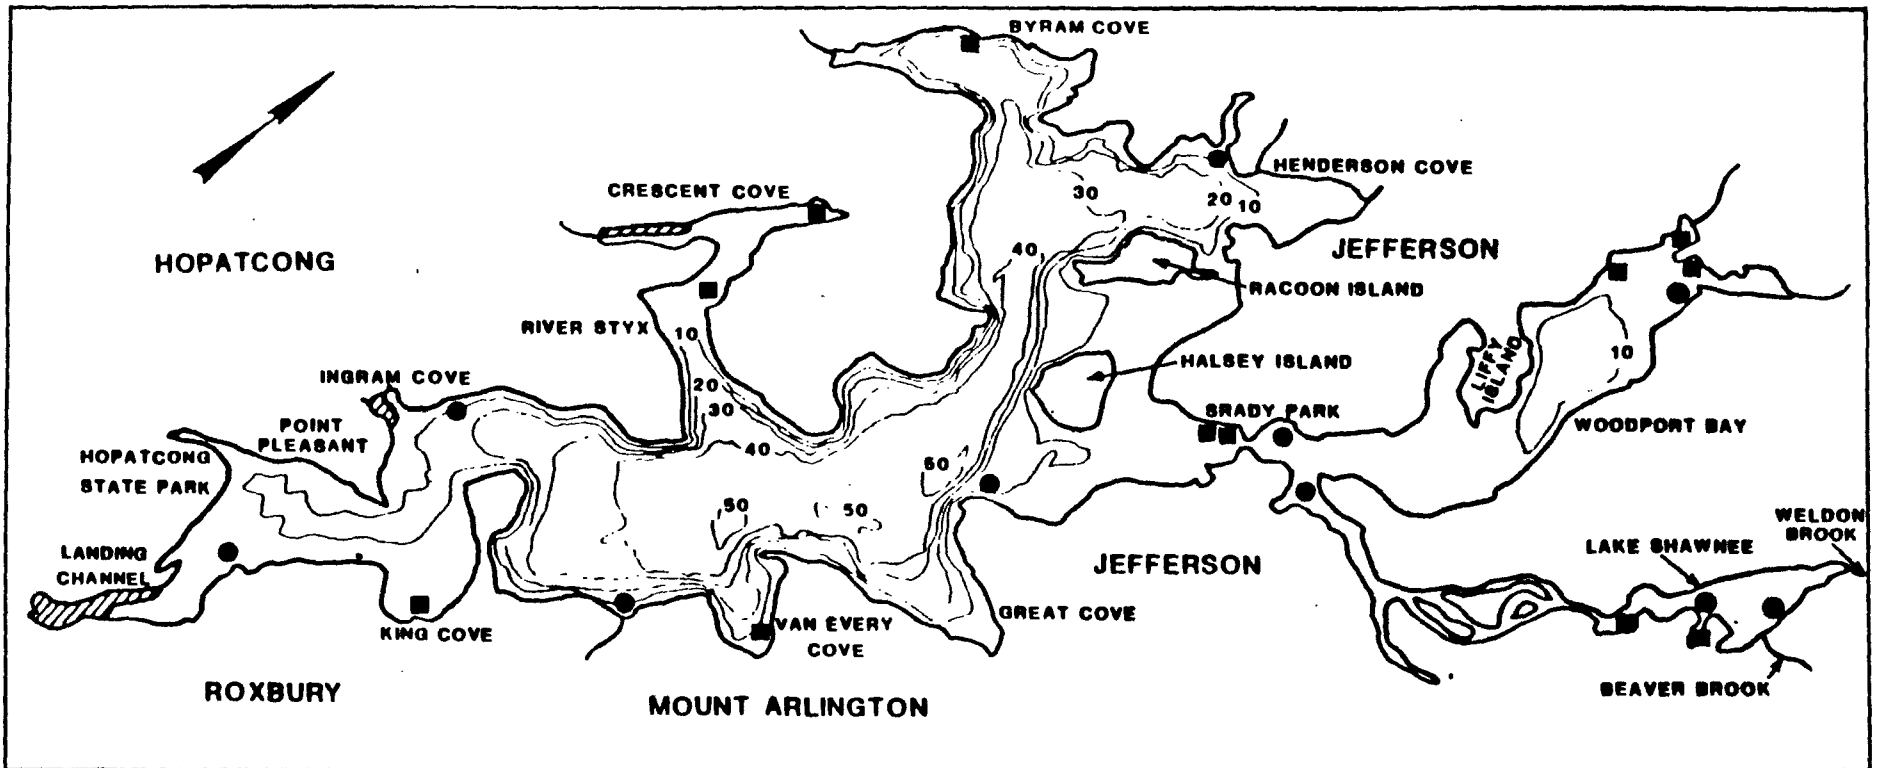 BYRAM COVE
HENDERSON COVE
CRESCENT COVE
30
20
10
HOPATCONG
40
JEFFERSON
RACOON ISLAND
RIVER STYX
10
HALSEY ISLAND
LIFFY
ISLAND
10
INGRAM COVE
20
30
BRADY PARK
POINT
PLEASANT
WOODPORT BAY
40
HOPATCONG
STATE PARK
50
50
50
WELDON
BROOK
LANDING
CHANNEL
JEFFERSON
LAKE SHAWNEE
GREAT COVE
KING COVE
VAN EVERY
COVE
ROXBURY
MOUNT ARLINGTON
BEAVER BROOK